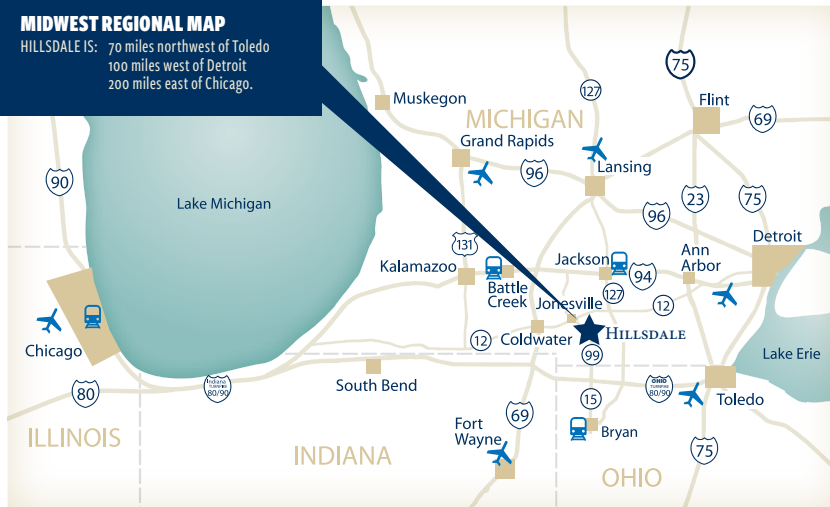 MIDWEST REGIONAL MAP
HILLSDALE IS: 70 miles northwest of Toledo
100 miles west of Detroit
200 miles east of Chicago.
75
127
Muskegon
Flint
MICHIGAN
69
Grand Rapids
96
Lansing
90
23
75
Lake Michigan
96
Detroit
131
Ann
Arbor
Kalamazoo
Jackson
94
Battle
Creek
127
Jonesville
12
12
Coldwater
HILLSDALE
Chicago
99
Lake Erie
South Bend
80
Indiana
TURNPIKE
80/90
OHIO
TURNPIKE
80/90
15
Toledo
69
Fort
Wayne
Bryan
ILLINOIS
INDIANA
75
OHIO